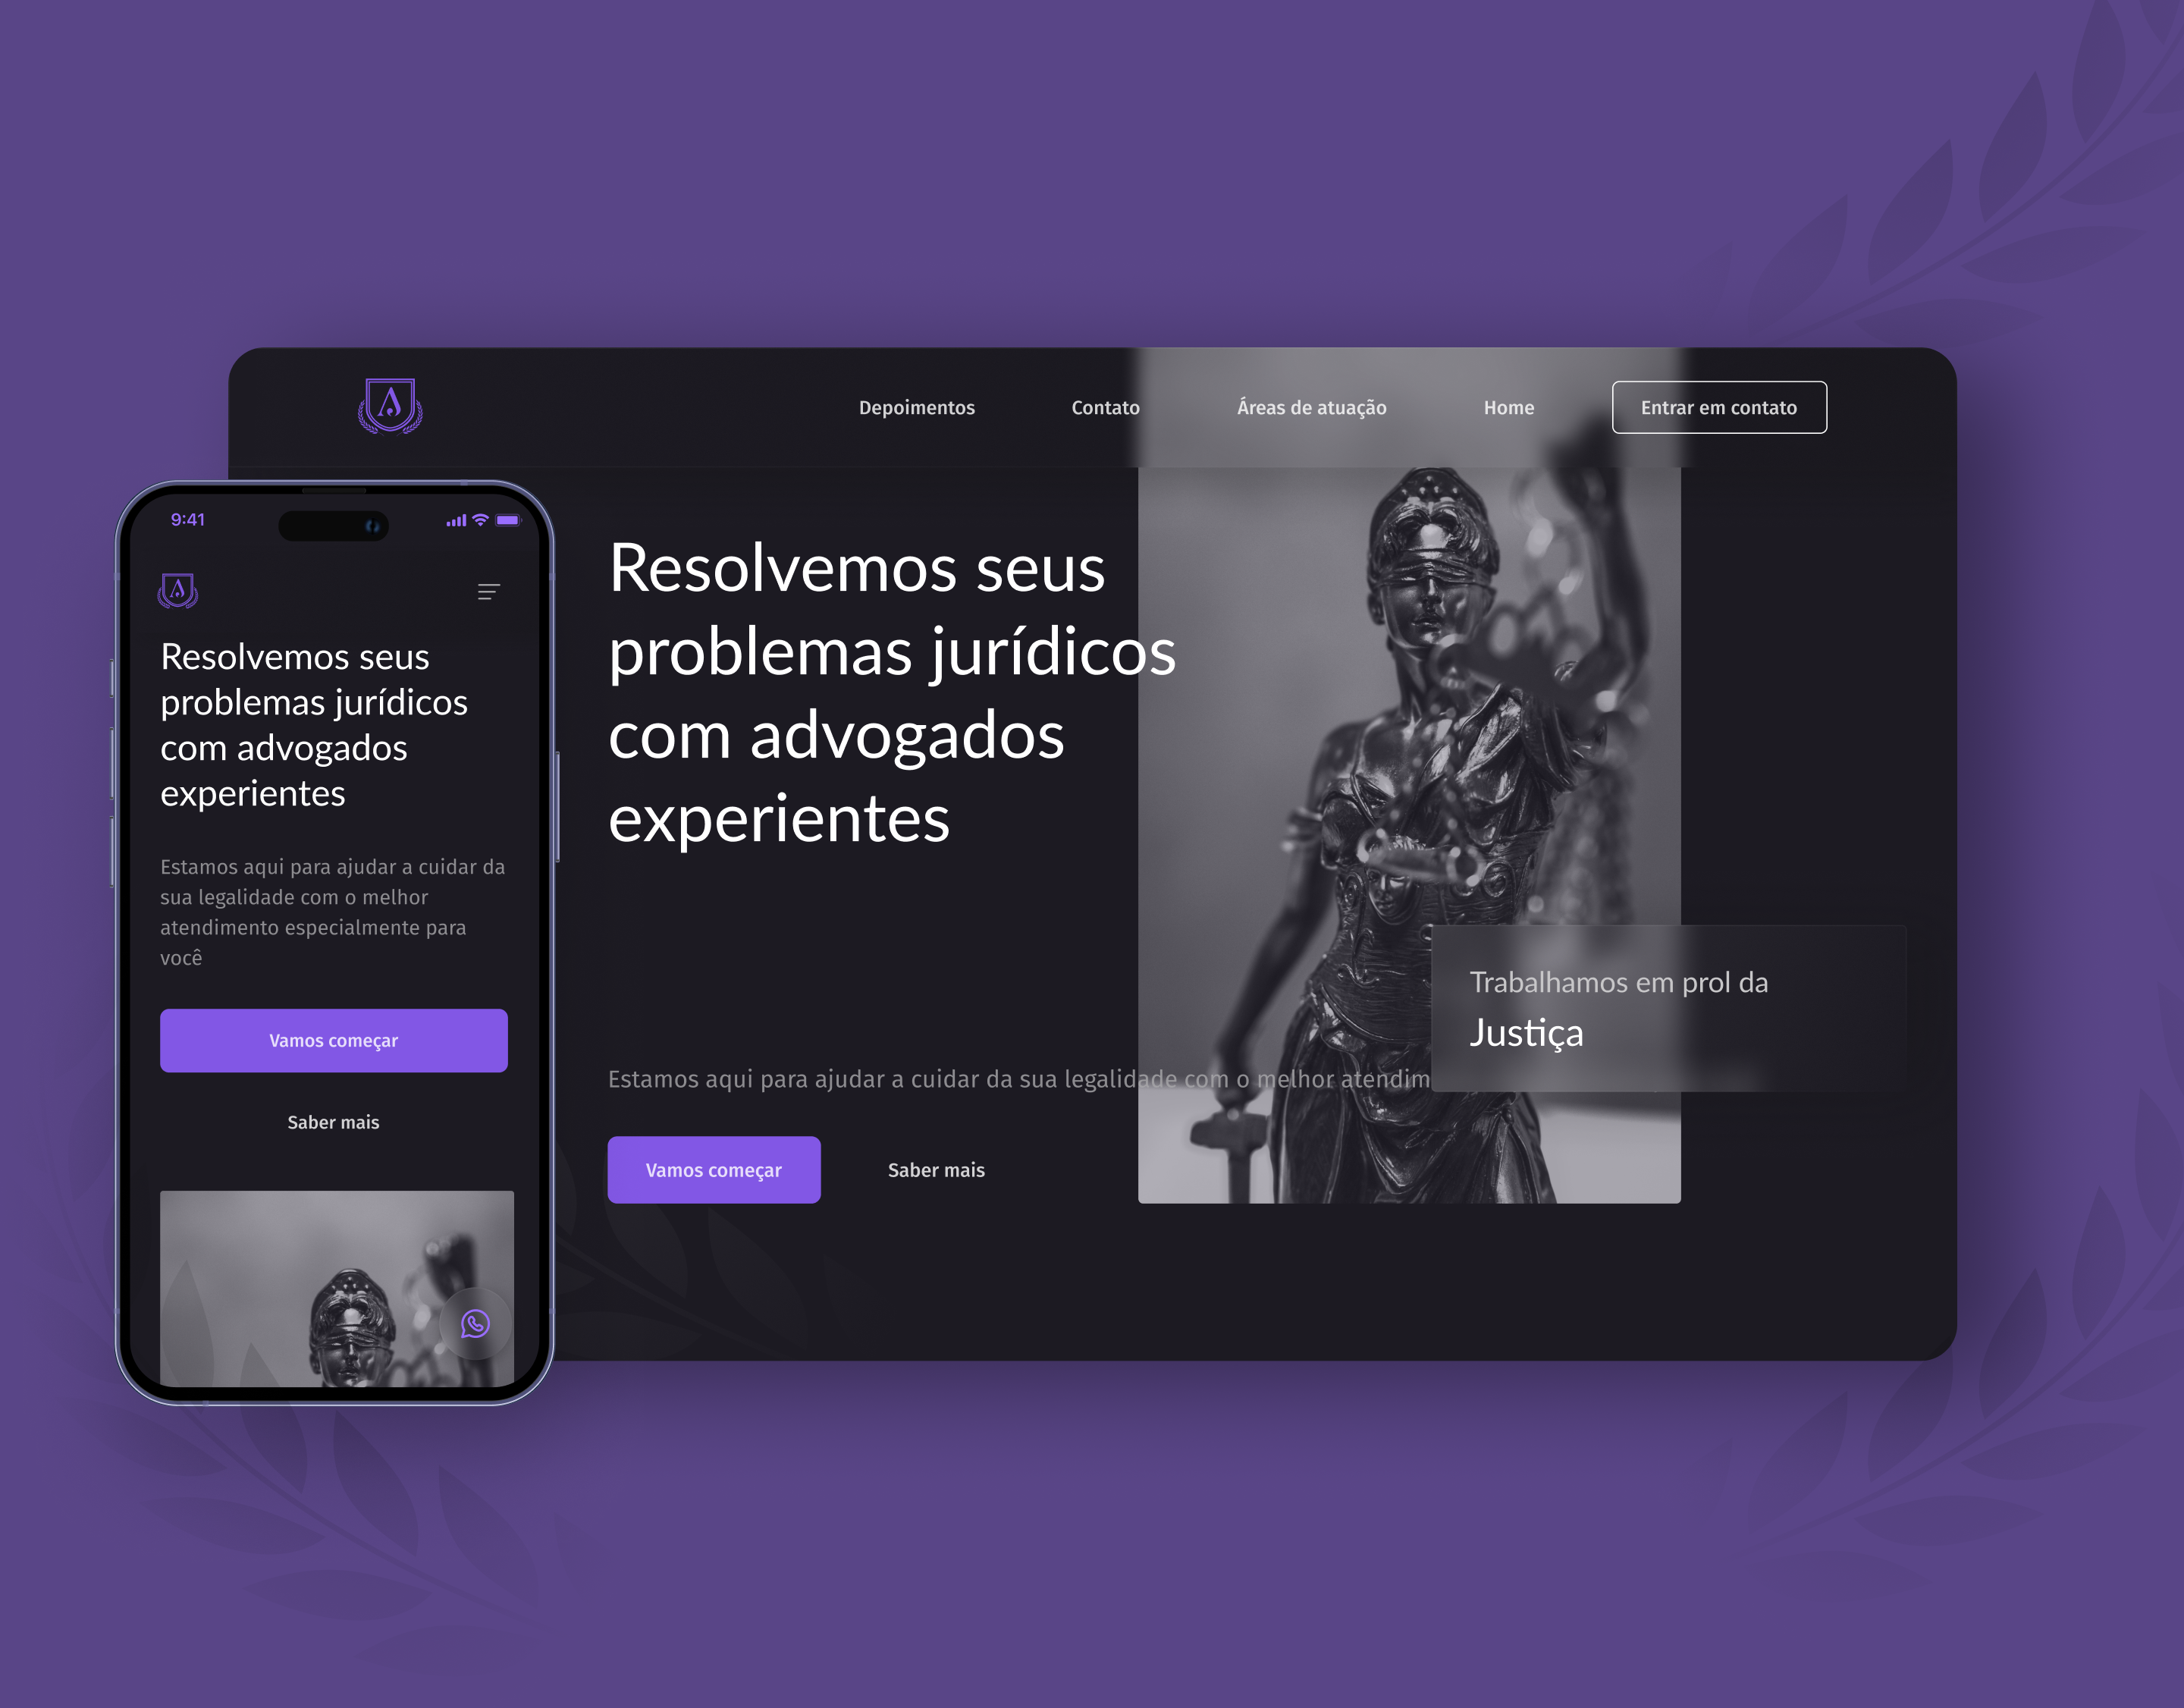 Depoimentos
Contato
Áreas de atuação
Home
Entrar em contato
Resolvemos seus
problemas jurídicos
com advogados
experientes
Estamos aqui para ajudar a cuidar da sua legalidade com o melhor
Vamos começar
Saber mais
Trabalhamos em prol da
Justiça
9:41
A
Resolvemos seus
problemas jurídicos
com advogados
experientes
Estamos aqui para ajudar a cuidar da
sua legalidade com o melhor
atendimento especialmente para
você
Vamos começar
Saber mais